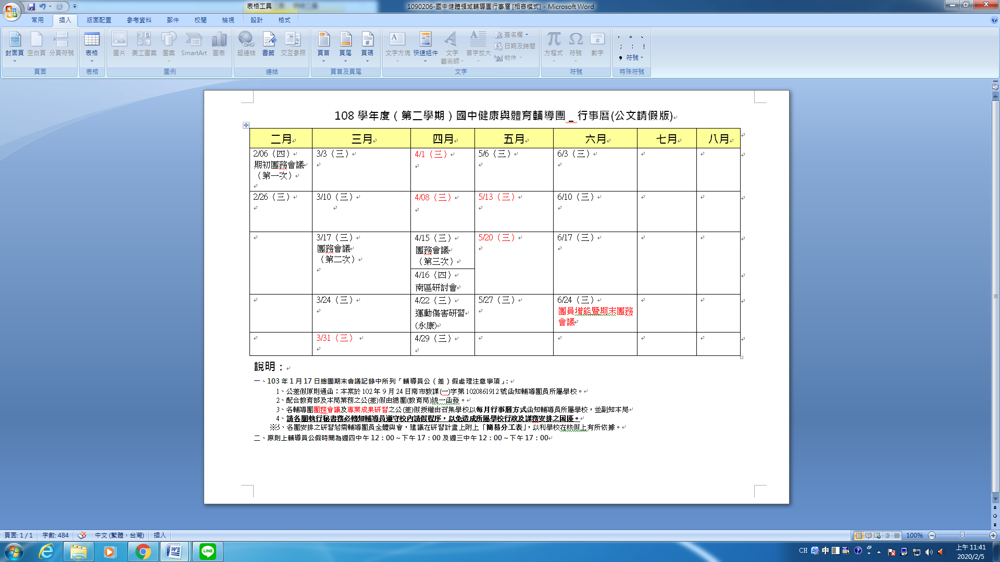 表格工具
1090206-國中健體領域輔導團行事曆 [相容模式] - Microsoft Word
常用 插入 版面配置 參考資料 郵件 校閱 檢視 設計 格式
封面頁 空白頁 分頁符號 表格 圖片 美工圖案 圖案 SmartArt 圖表 超連結 書籤 交互參照 頁首 頁尾 頁碼 文字方塊 快速組件 文字藝術師 首字放大 簽名欄 日期及時間 物件 方程式 符號 數字 符號
頁面 表格 圖例 連結 頁首及頁尾 文字 符號 特殊符號
108 學年度（第二學期）國中健康與體育輔導團_行事曆(公文請假版)
二月 三月 四月 五月 六月 七月 八月
2/06（四）
期初團務會議
（第一次）
3/3（三）
4/1（三）
5/6（三）
6/3（三）
2/26（三）
3/10（三）
4/08（三）
5/13（三）
6/10（三）
3/17（三）
團務會議
（第二次）
4/15（三）
團務會議
（第三次）
4/16（四）
南區研討會
5/20（三）
6/17（三）
3/24（三）
4/22（三）
運動傷害研習
(永康)
5/27（三）
6/24（三）
團員增能暨期末團務
會議
3/31（三）
4/29（三）
說明：
一、103 年 1 月 17 日總團期末會議記錄中所列「輔導員公（差）假處理注意事項」:
1、公差假原則通函：本案於 102 年 9 月 24 日南市教課(一)字第 1020861912 號函知輔導團員所屬學校。
2、配合教育部及本局業務之公(差)假由總團(教育局)統一函發。
3、各輔導團團務會議及專業成果研習之公(差)假授權由召集學校以每月行事曆方式函知輔導員所屬學校，並副知本局
4、請各團執行秘書務必轉知輔導員遵守校內請假程序，以免造成所屬學校行政及課務安排之困擾。
※5、各團安排之研習若需輔導團員全體與會，建議在研習計畫上附上「簡易分工表」，以利學校在核假上有所依據。
二、原則上輔導員公假時間為週四中午 12：00～下午 17：00 及週三中午 12：00～下午 17：00
頁面: 1 / 1 字數: 484 中文 (繁體，台灣) 插入 100%
LINE
CH 中 上午 11:41
2020/2/5